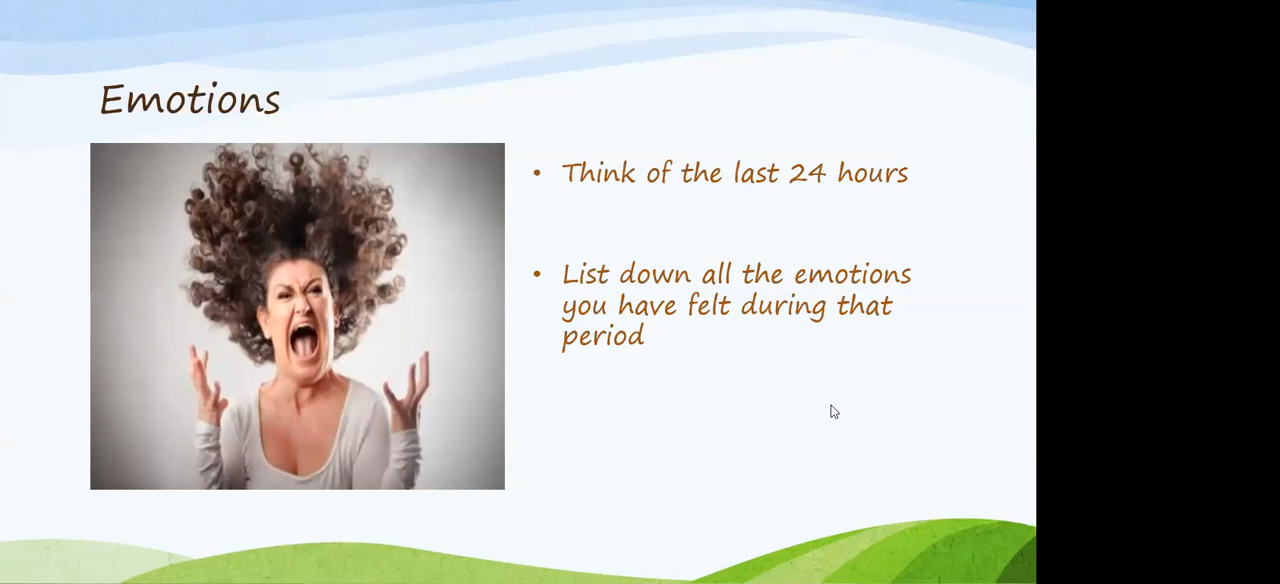 Emotions
• Think of the last 24 hours
• List down all the emotions
you have felt during that
period